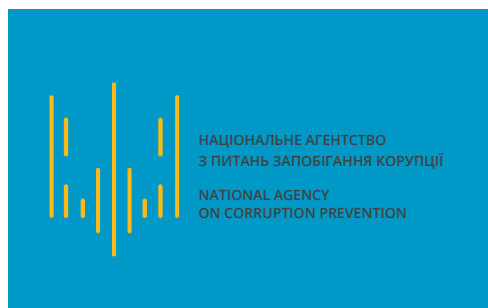 НАЦІОНАЛЬНЕ АГЕНТСТВО
З ПИТАНЬ ЗАПОБІГАННЯ КОРУПЦІЇ
NATIONAL AGENCY
ON CORRUPTION PREVENTION